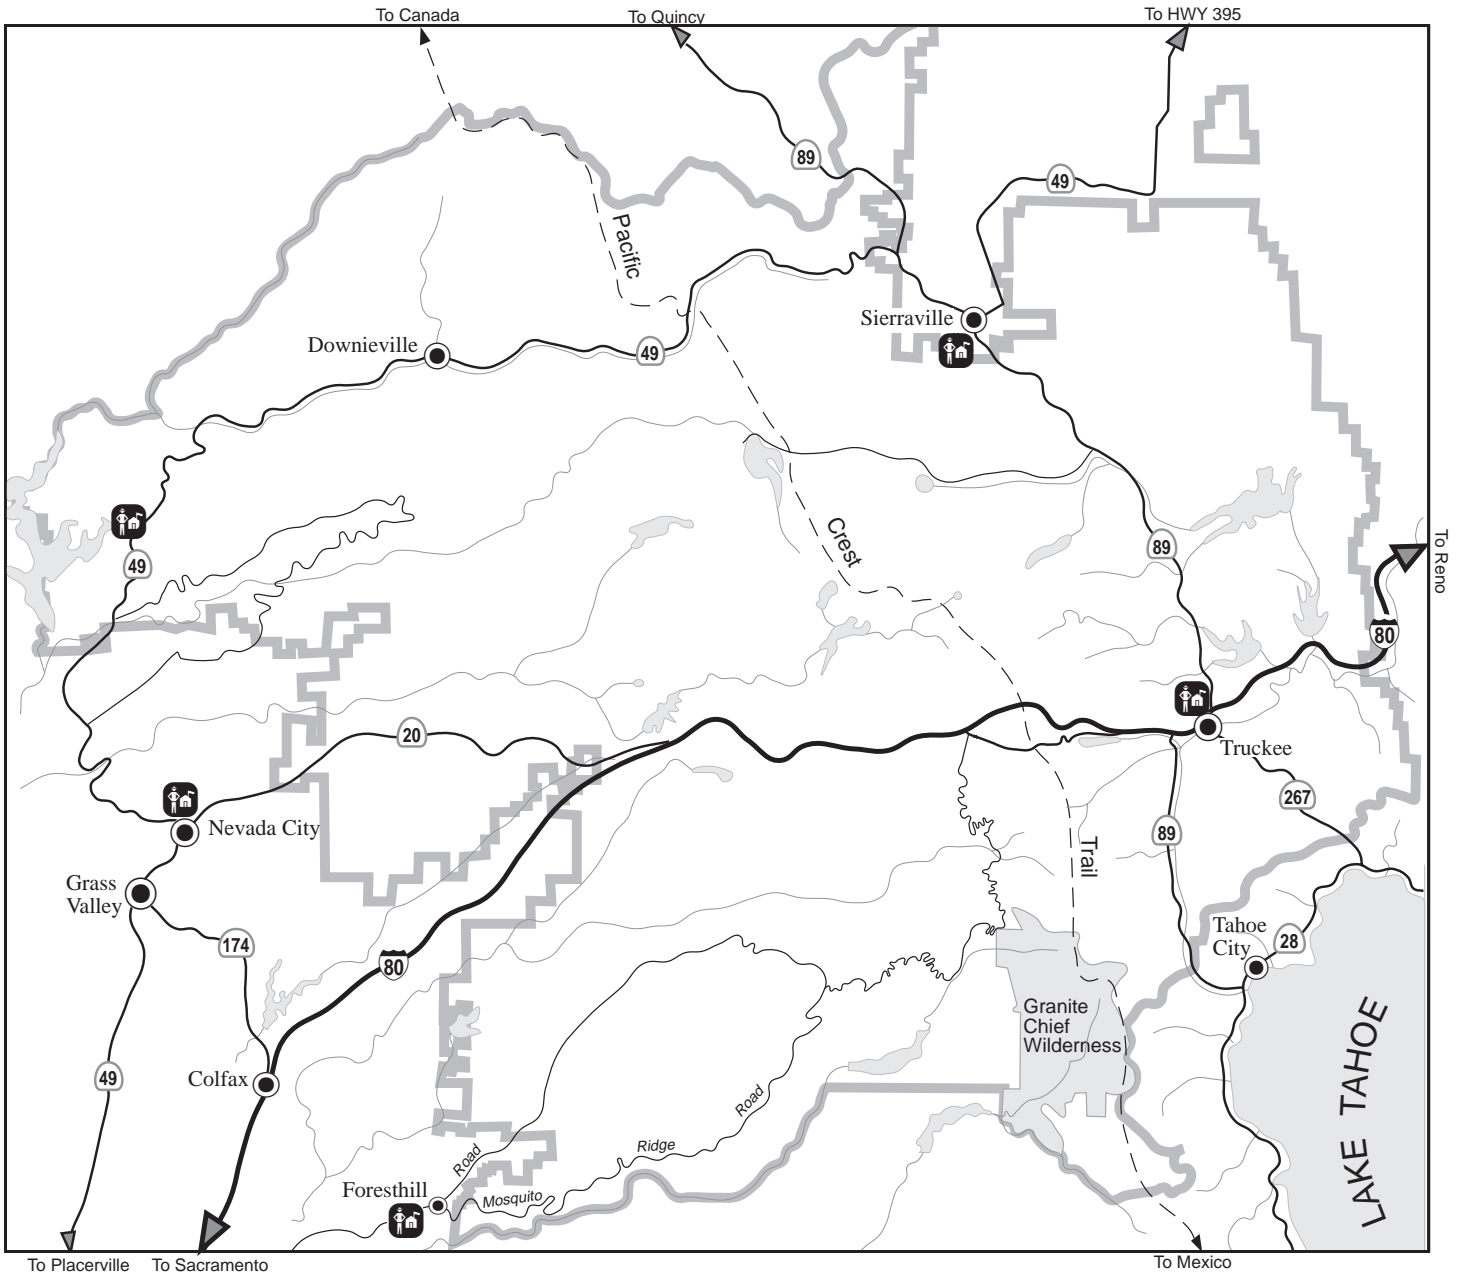 To Canada
To Quincy
To HWY 395
89
49
Pacific
Sierraville
Downieville
49
Crest
49
89
To Reno
80
20
Truckee
267
Nevada City
89
Trail
Grass
Valley
174
Tahoe
City
28
80
Granite
Chief
Wilderness
LAKE TAHOE
49
Colfax
Road
Ridge
Road
Foresthill
Mosquito
To Placerville
To Sacramento
To Mexico